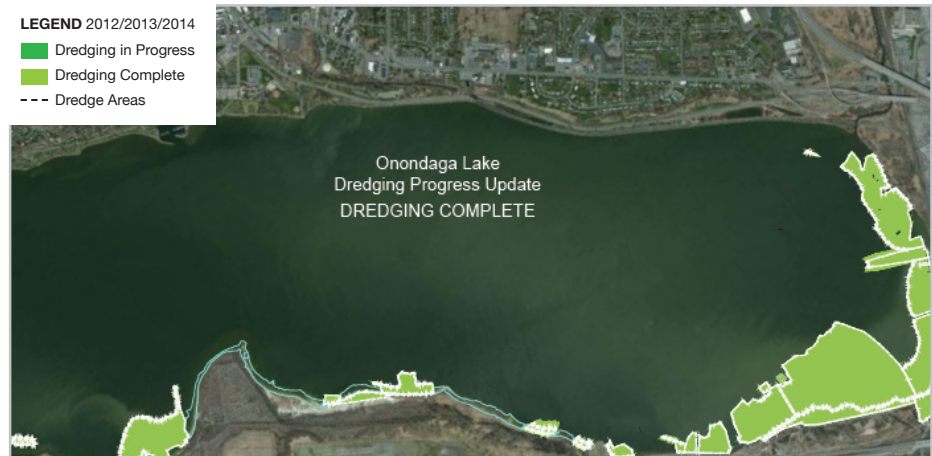 LEGEND 2012/2013/2014
Dredging in Progress
Dredging Complete
Dredge Areas
Onondaga Lake
Dredging Progress Update
DREDGING COMPLETE